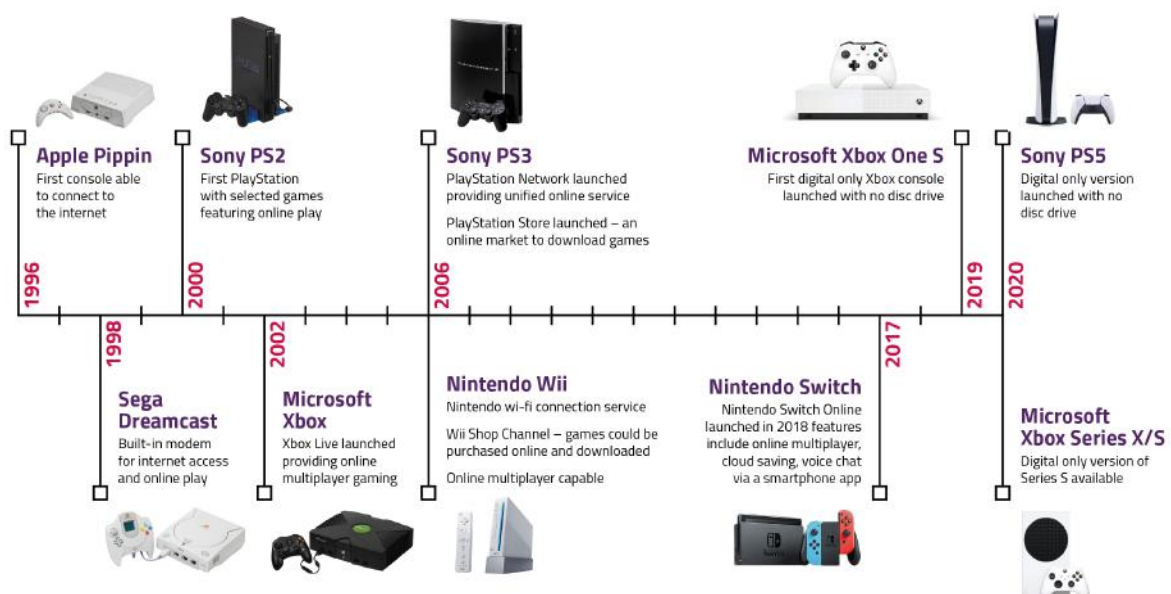 Apple Pippin
First console able
to connect to
the internet
1996
Sony PS2
First PlayStation
with selected games
featuring online play
2000
Sony PS3
PlayStation Network launched
providing unified online service
PlayStation Store launched – an
online market to download games
2006
Microsoft Xbox One S
First digital only Xbox console
launched with no disc drive
2019
Sony PS5
Digital only version
launched with no
disc drive
2020
1998
Sega
Dreamcast
Built-in modem
for internet access
and online play
2002
Microsoft
Xbox
Xbox Live launched
providing online
multiplayer gaming
Nintendo Wii
Nintendo wi-fi connection service
Wii Shop Channel – games could be
purchased online and downloaded
Online multiplayer capable
2017
Nintendo Switch
Nintendo Switch Online
launched in 2018 features
include online multiplayer,
cloud saving, voice chat
via a smartphone app
Microsoft
Xbox Series X/S
Digital only version of
Series S available